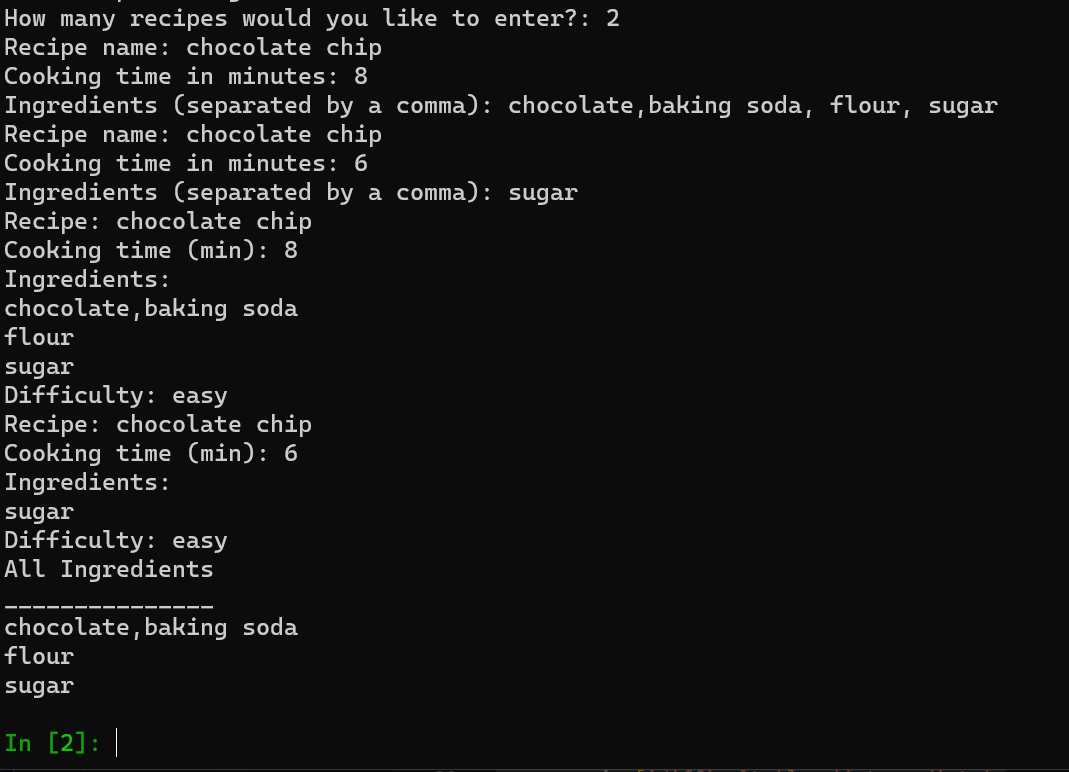 How many recipes would you like to enter?: 2
Recipe name: chocolate chip
Cooking time in minutes: 8
Ingredients (separated by a comma): chocolate,baking soda, flour, sugar
Recipe name: chocolate chip
Cooking time in minutes: 6
Ingredients (separated by a comma): sugar
Recipe: chocolate chip
Cooking time (min): 8
Ingredients:
chocolate,baking soda
flour
sugar
Difficulty: easy
Recipe: chocolate chip
Cooking time (min): 6
Ingredients:
sugar
Difficulty: easy
All Ingredients
_______________
chocolate,baking soda
flour
sugar
In [2]: